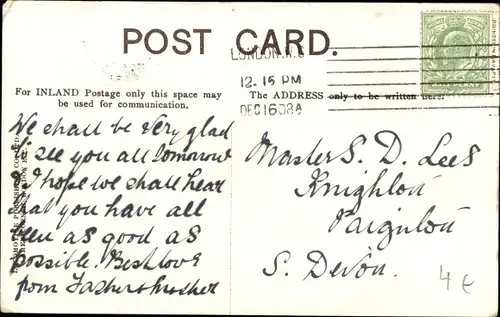 POST CARD.
LONDON. N.C
12.15 PM
DEC 16 08
For INLAND Postage only this space may
be used for communication.
The ADDRESS only to be written here.
We shall be very glad
to see you all tomorrow
& I hope we shall hear
that you have all
been as good as
possible. Best love
from Father & Mother
Master S. D. Lees
Knighton
Paignton
S. Devon.
4 €